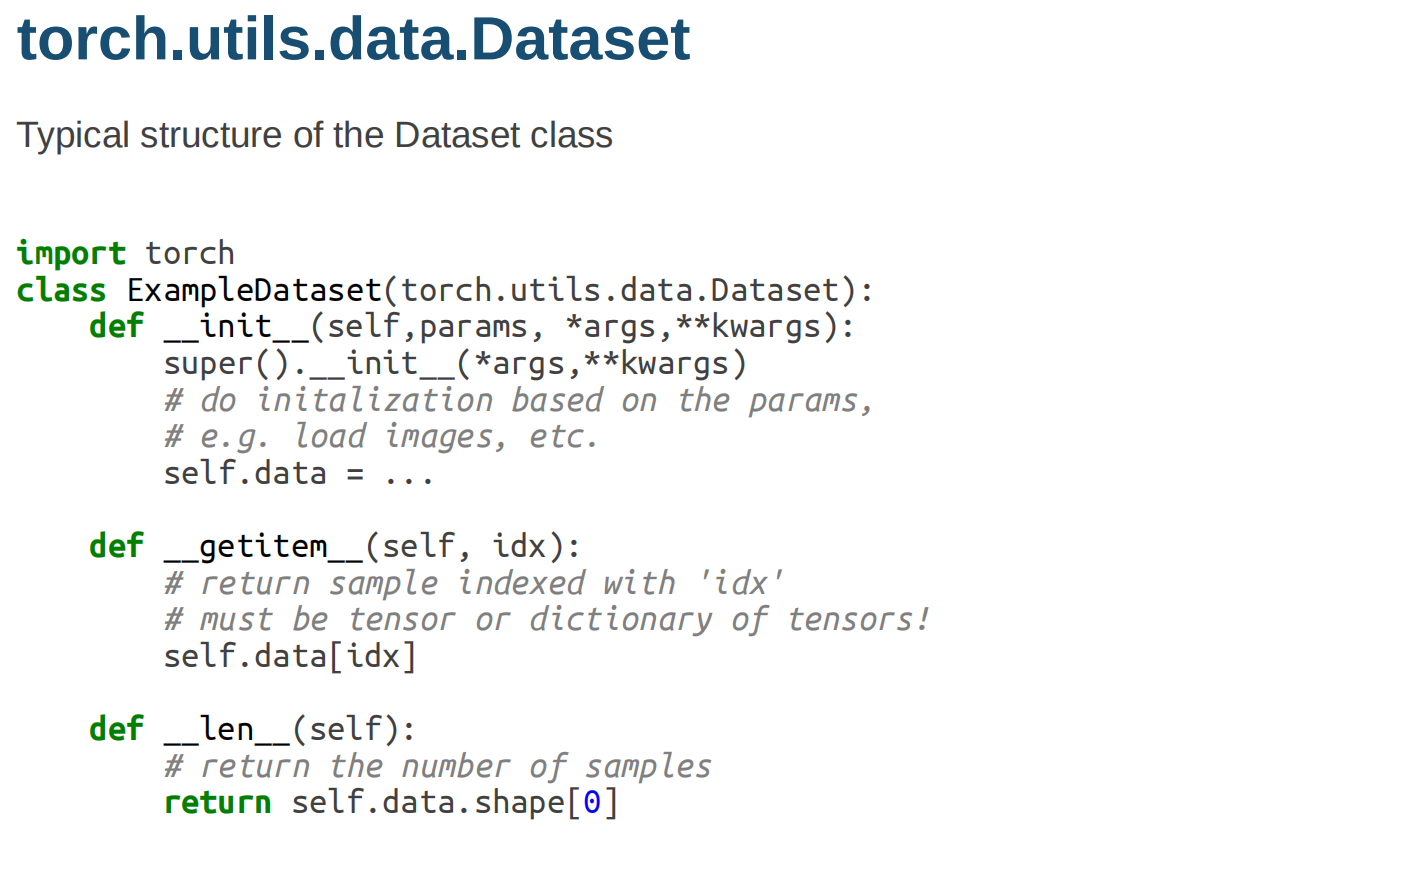 torch.utils.data.Dataset
Typical structure of the Dataset class
import torch
class ExampleDataset(torch.utils.data.Dataset):
    def __init__(self,params, *args,**kwargs):
        super().__init__(*args,**kwargs)
        # do initalization based on the params,
        # e.g. load images, etc.
        self.data = ...
    def __getitem__(self, idx):
        # return sample indexed with 'idx'
        # must be tensor or dictionary of tensors!
        self.data[idx]
    def __len__(self):
        # return the number of samples
        return self.data.shape[0]